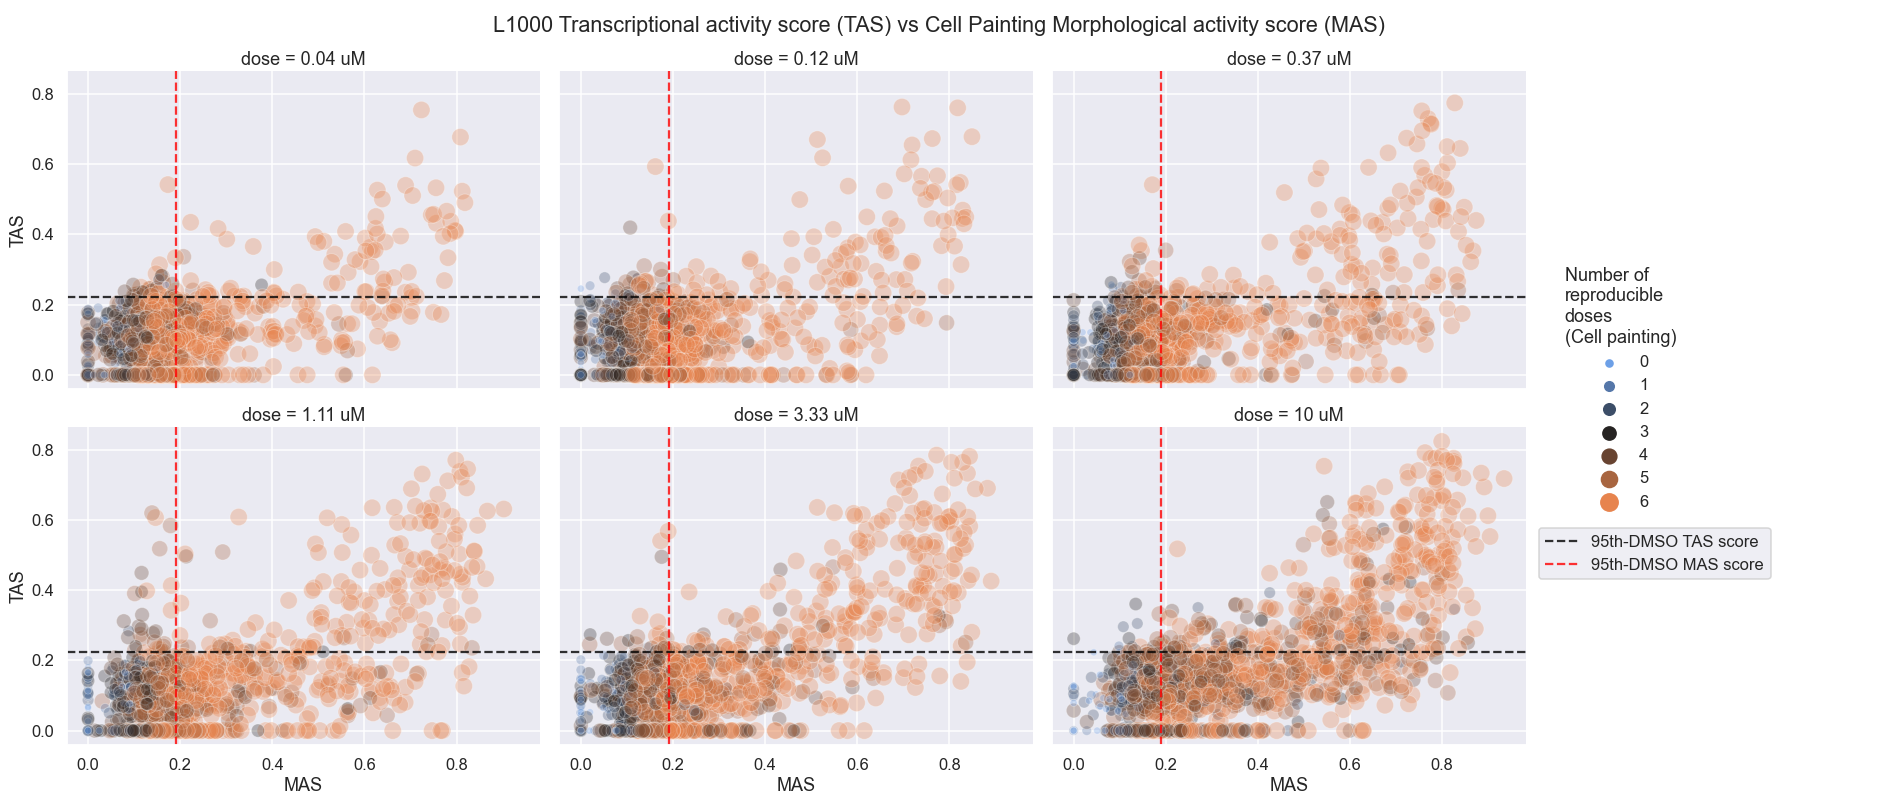 L1000 Transcriptional activity score (TAS) vs Cell Painting Morphological activity score (MAS)
dose = 0.04 uM
dose = 0.12 uM
dose = 0.37 uM
0.8
0.6
0.4
0.2
0.0
TAS
dose = 1.11 uM
dose = 3.33 uM
dose = 10 uM
0.8
0.6
0.4
0.2
0.0
TAS
0.0 0.2 0.4 0.6 0.8
0.0 0.2 0.4 0.6 0.8
0.0 0.2 0.4 0.6 0.8
MAS
MAS
MAS
Number of
reproducible
doses
(Cell painting)
0
1
2
3
4
5
6
95th-DMSO TAS score
95th-DMSO MAS score